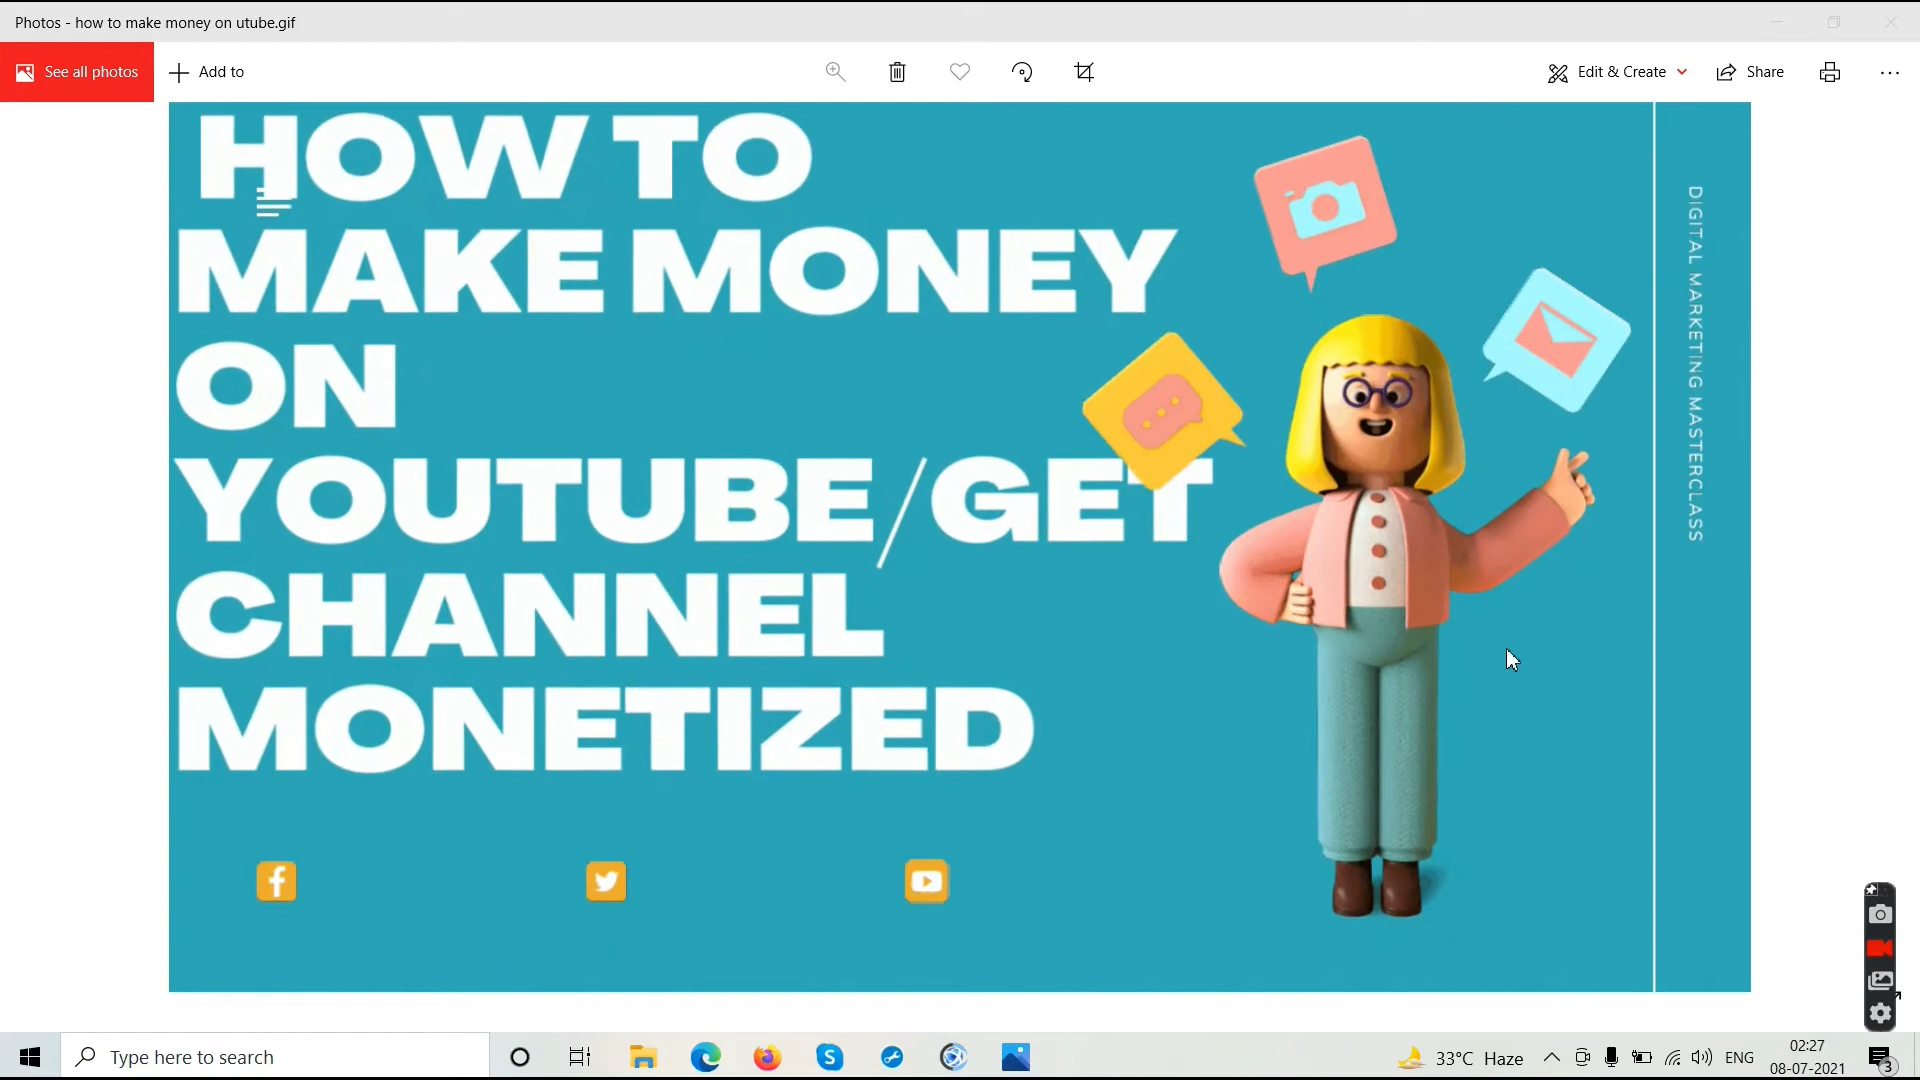 Photos - how to make money on utube.gif
See all photos
Add to
Edit & Create
Share
HOW TO
MAKE MONEY
ON
YOUTUBE/GET
CHANNEL
MONETIZED
DIGITAL MARKETING MASTERCLASS
Type here to search
33°C Haze
ENG
02:27
08-07-2021
3